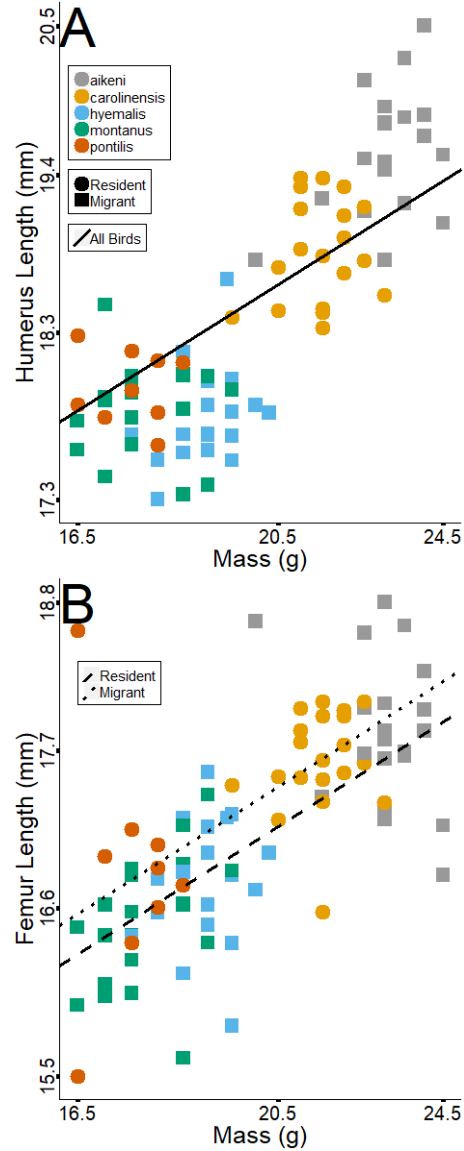 A
20.5
19.4
18.3
17.3
Humerus Length (mm)
aikeni
carolinensis
hyemalis
montanus
pontilis
Resident
Migrant
All Birds
16.5 20.5 24.5
Mass (g)
B
18.8
17.7
16.6
15.5
Femur Length (mm)
Resident
Migrant
16.5 20.5 24.5
Mass (g)